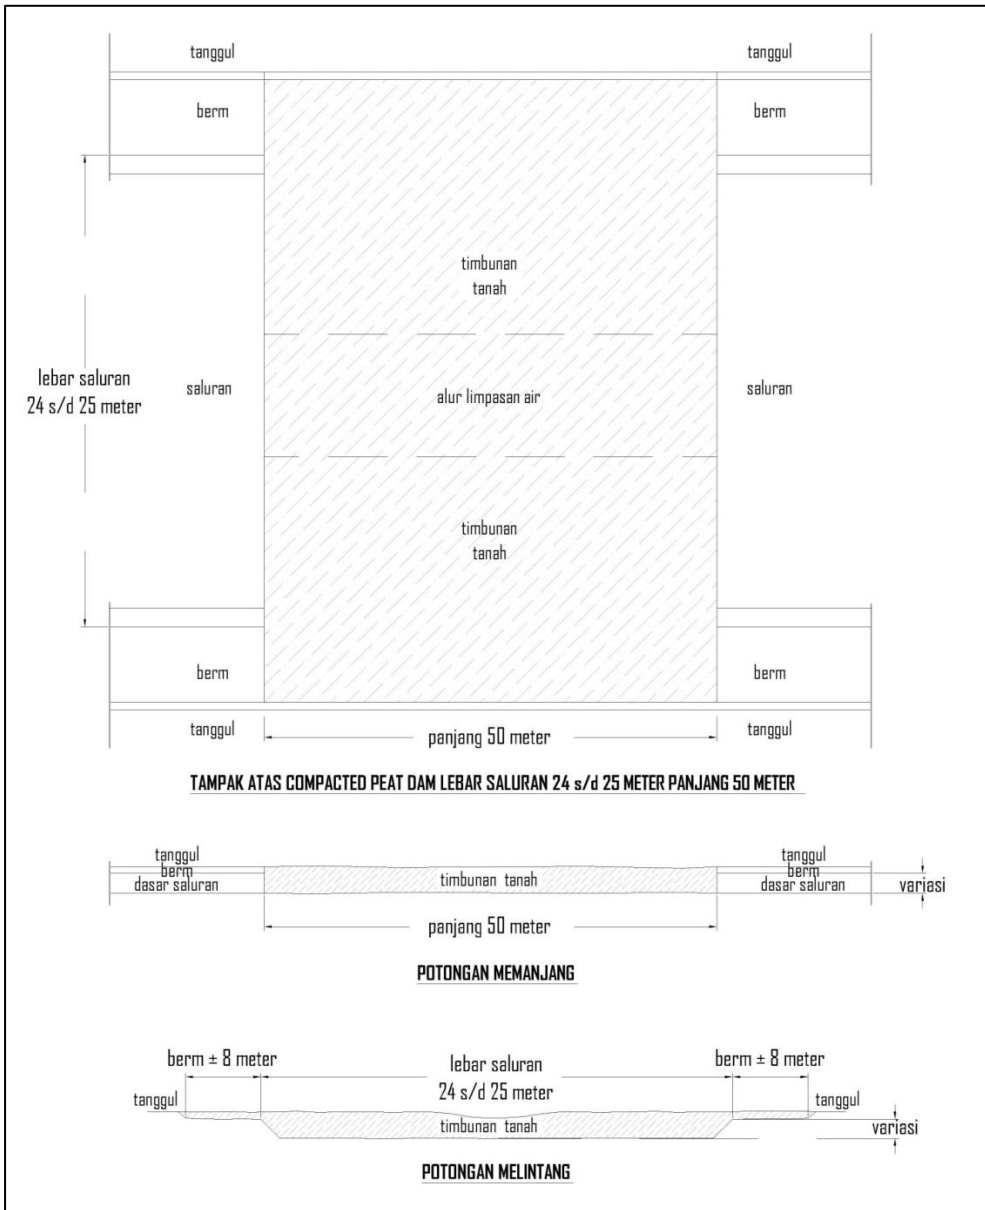 tanggul
tanggul
berm
berm
timbunan
tanah
lebar saluran
24 s/d 25 meter
saluran
alur limpasan air
saluran
timbunan
tanah
berm
berm
tanggul
tanggul
panjang 50 meter
TAMPAK ATAS COMPACTED PEAT DAM LEBAR SALURAN 24 s/d 25 METER PANJANG 50 METER
tanggul
berm
dasar saluran
timbunan tanah
tanggul
berm
dasar saluran
variasi
panjang 50 meter
POTONGAN MEMANJANG
berm ± 8 meter
lebar saluran
24 s/d 25 meter
berm ± 8 meter
tanggul
tanggul
timbunan tanah
variasi
POTONGAN MELINTANG